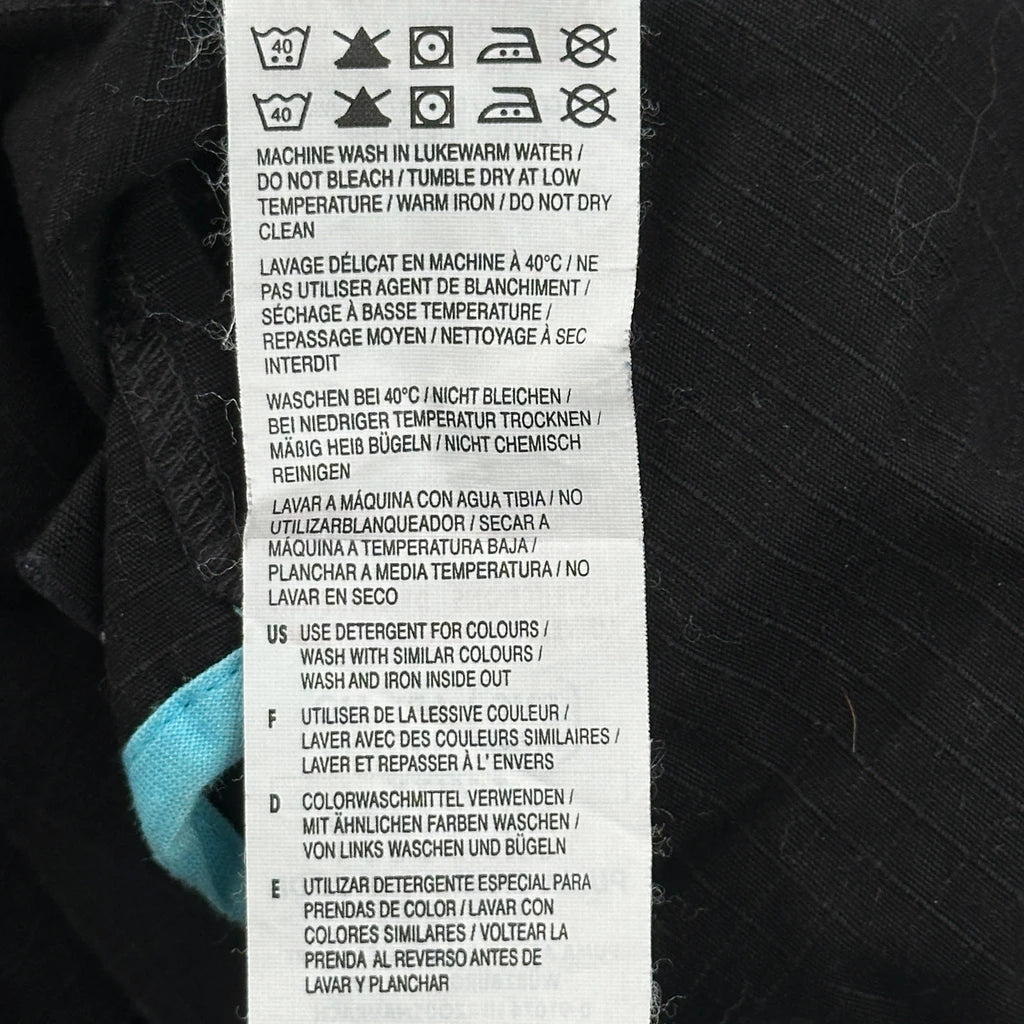 40
40
MACHINE WASH IN LUKEWARM WATER /
DO NOT BLEACH / TUMBLE DRY AT LOW
TEMPERATURE / WARM IRON / DO NOT DRY
CLEAN
LAVAGE DÉLICAT EN MACHINE À 40°C / NE
PAS UTILISER AGENT DE BLANCHIMENT /
SÉCHAGE À BASSE TEMPERATURE /
REPASSAGE MOYEN / NETTOYAGE À SEC
INTERDIT
WASCHEN BEI 40°C / NICHT BLEICHEN /
BEI NIEDRIGER TEMPERATUR TROCKNEN /
MÄßIG HEIß BÜGELN / NICHT CHEMISCH
REINIGEN
LAVAR A MÁQUINA CON AGUA TIBIA / NO
UTILIZARBLANQUEADOR / SECAR A
MÁQUINA A TEMPERATURA BAJA /
PLANCHAR A MEDIA TEMPERATURA / NO
LAVAR EN SECO
US USE DETERGENT FOR COLOURS /
WASH WITH SIMILAR COLOURS /
WASH AND IRON INSIDE OUT
F UTILISER DE LA LESSIVE COULEUR /
LAVER AVEC DES COULEURS SIMILAIRES /
LAVER ET REPASSER À L' ENVERS
D COLORWASCHMITTEL VERWENDEN /
MIT ÄHNLICHEN FARBEN WASCHEN /
VON LINKS WASCHEN UND BÜGELN
E UTILIZAR DETERGENTE ESPECIAL PARA
PRENDAS DE COLOR / LAVAR CON
COLORES SIMILARES / VOLTEAR LA
PRENDA AL REVERSO ANTES DE
LAVAR Y PLANCHAR